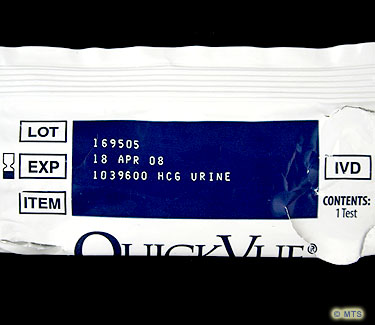 LOT 169505
EXP 18 APR 08
ITEM 1039600 HCG URINE
IVD
CONTENTS:
1 Test
QUICKVUE®
© MTS